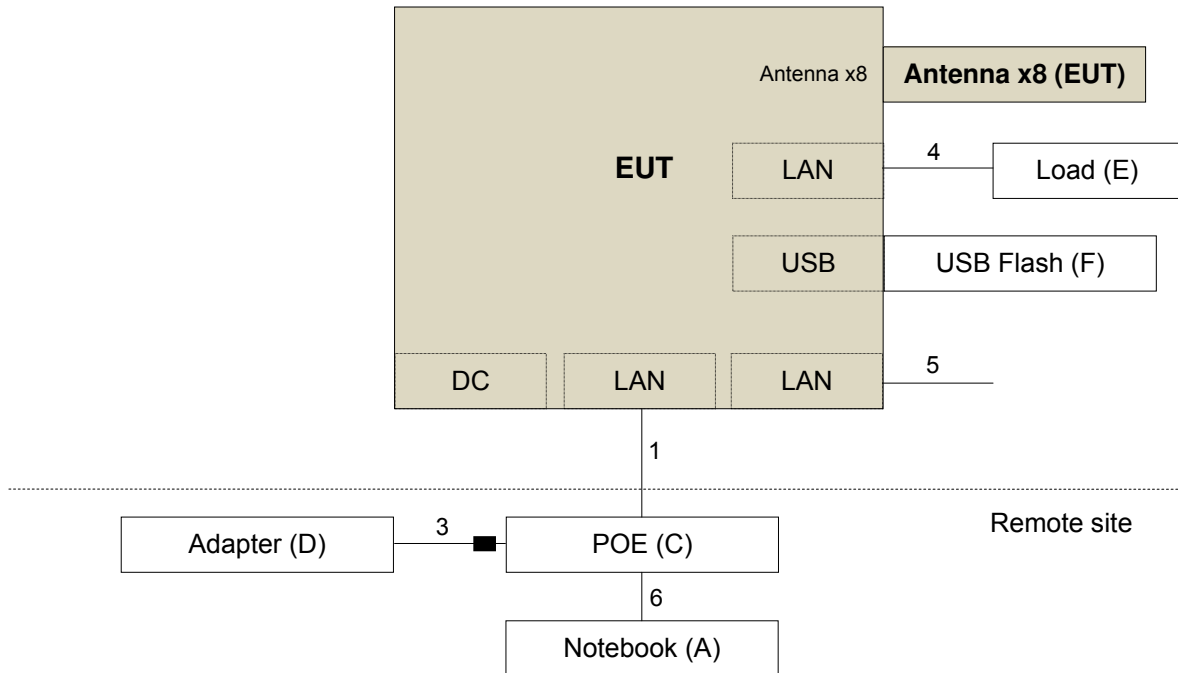 Antenna x8
Antenna x8 (EUT)
EUT
LAN
4
Load (E)
USB
USB Flash (F)
DC
LAN
LAN
5
1
Remote site
Adapter (D)
3
POE (C)
6
Notebook (A)